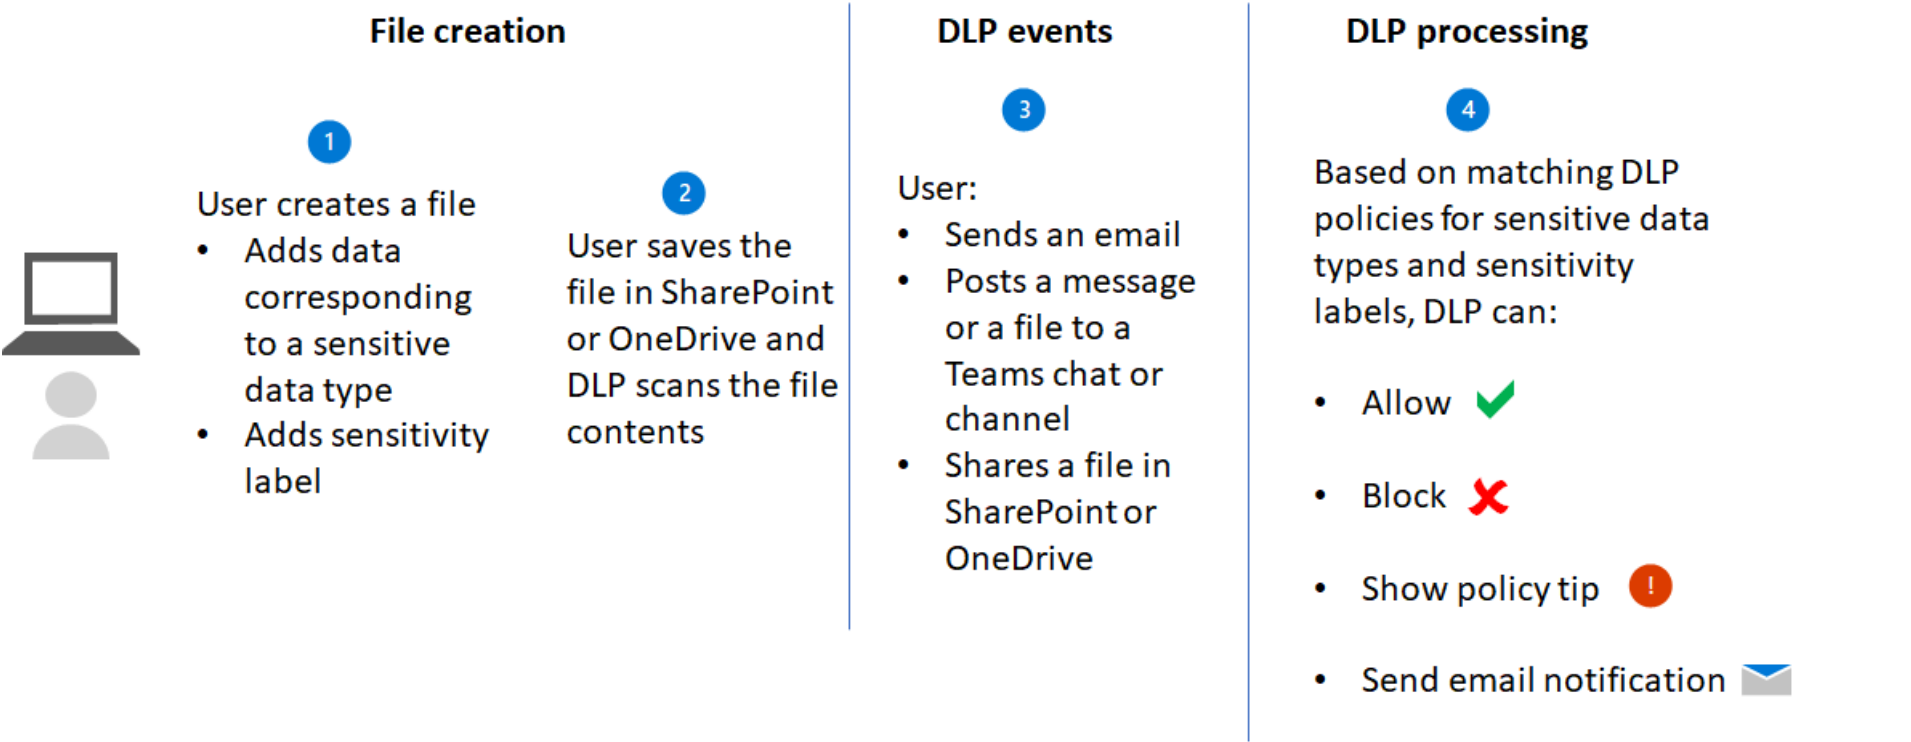 File creation
1
User creates a file
• Adds data
corresponding
to a sensitive
data type
• Adds sensitivity
label
2
User saves the
file in SharePoint
or OneDrive and
DLP scans the file
contents
DLP events
3
User:
• Sends an email
• Posts a message
or a file to a
Teams chat or
channel
• Shares a file in
SharePoint or
OneDrive
DLP processing
4
Based on matching DLP
policies for sensitive data
types and sensitivity
labels, DLP can:
• Allow
• Block
• Show policy tip !
• Send email notification